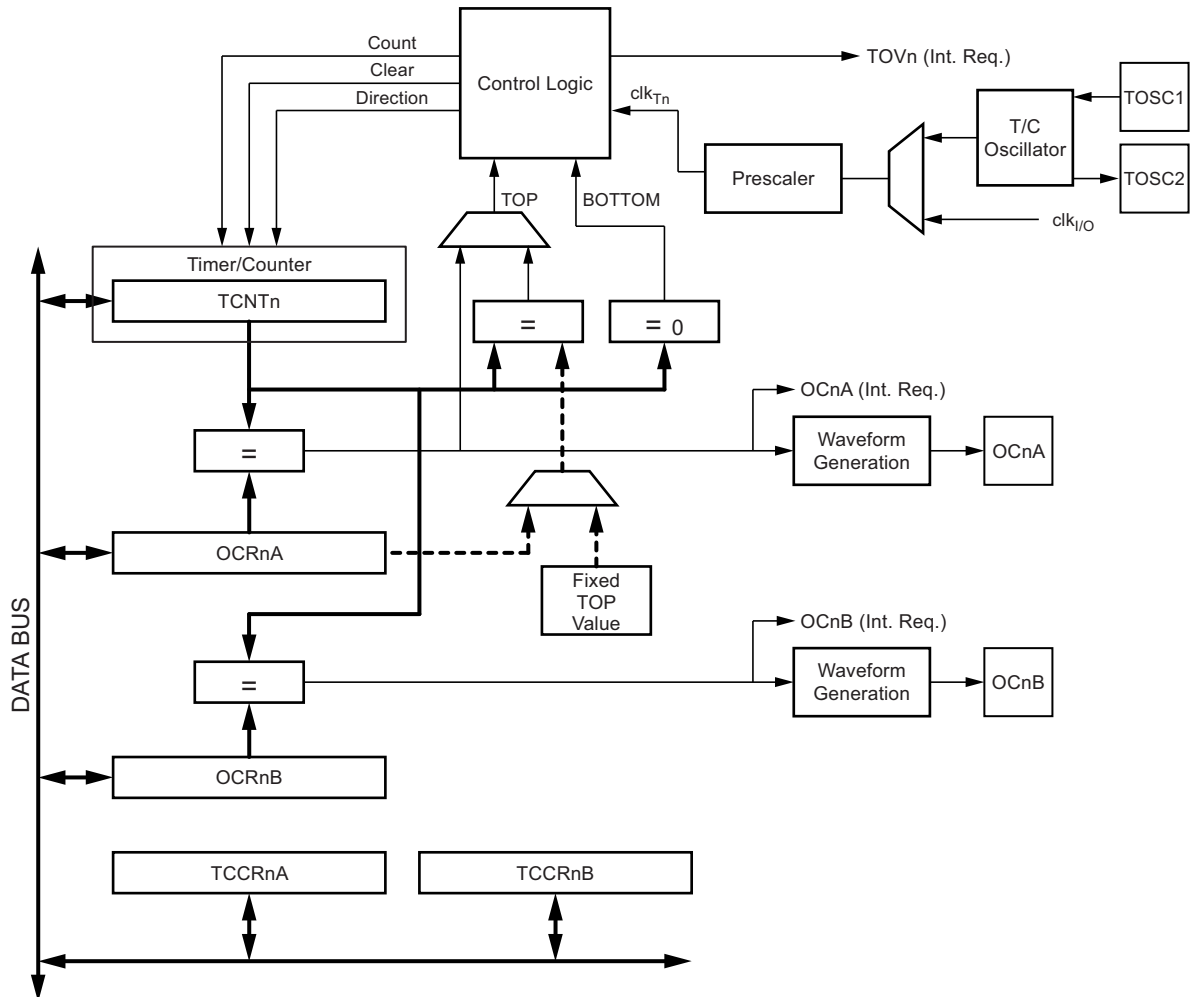 Count
Clear
Direction
Control Logic
TOVn (Int. Req.)
clkTn
TOSC1
T/C
Oscillator
TOSC2
Prescaler
clkI/O
TOP
BOTTOM
Timer/Counter
TCNTn
=
= 0
OCnA (Int. Req.)
=
Waveform
Generation
OCnA
OCRnA
Fixed
TOP
Value
DATA BUS
OCnB (Int. Req.)
=
Waveform
Generation
OCnB
OCRnB
TCCRnA
TCCRnB